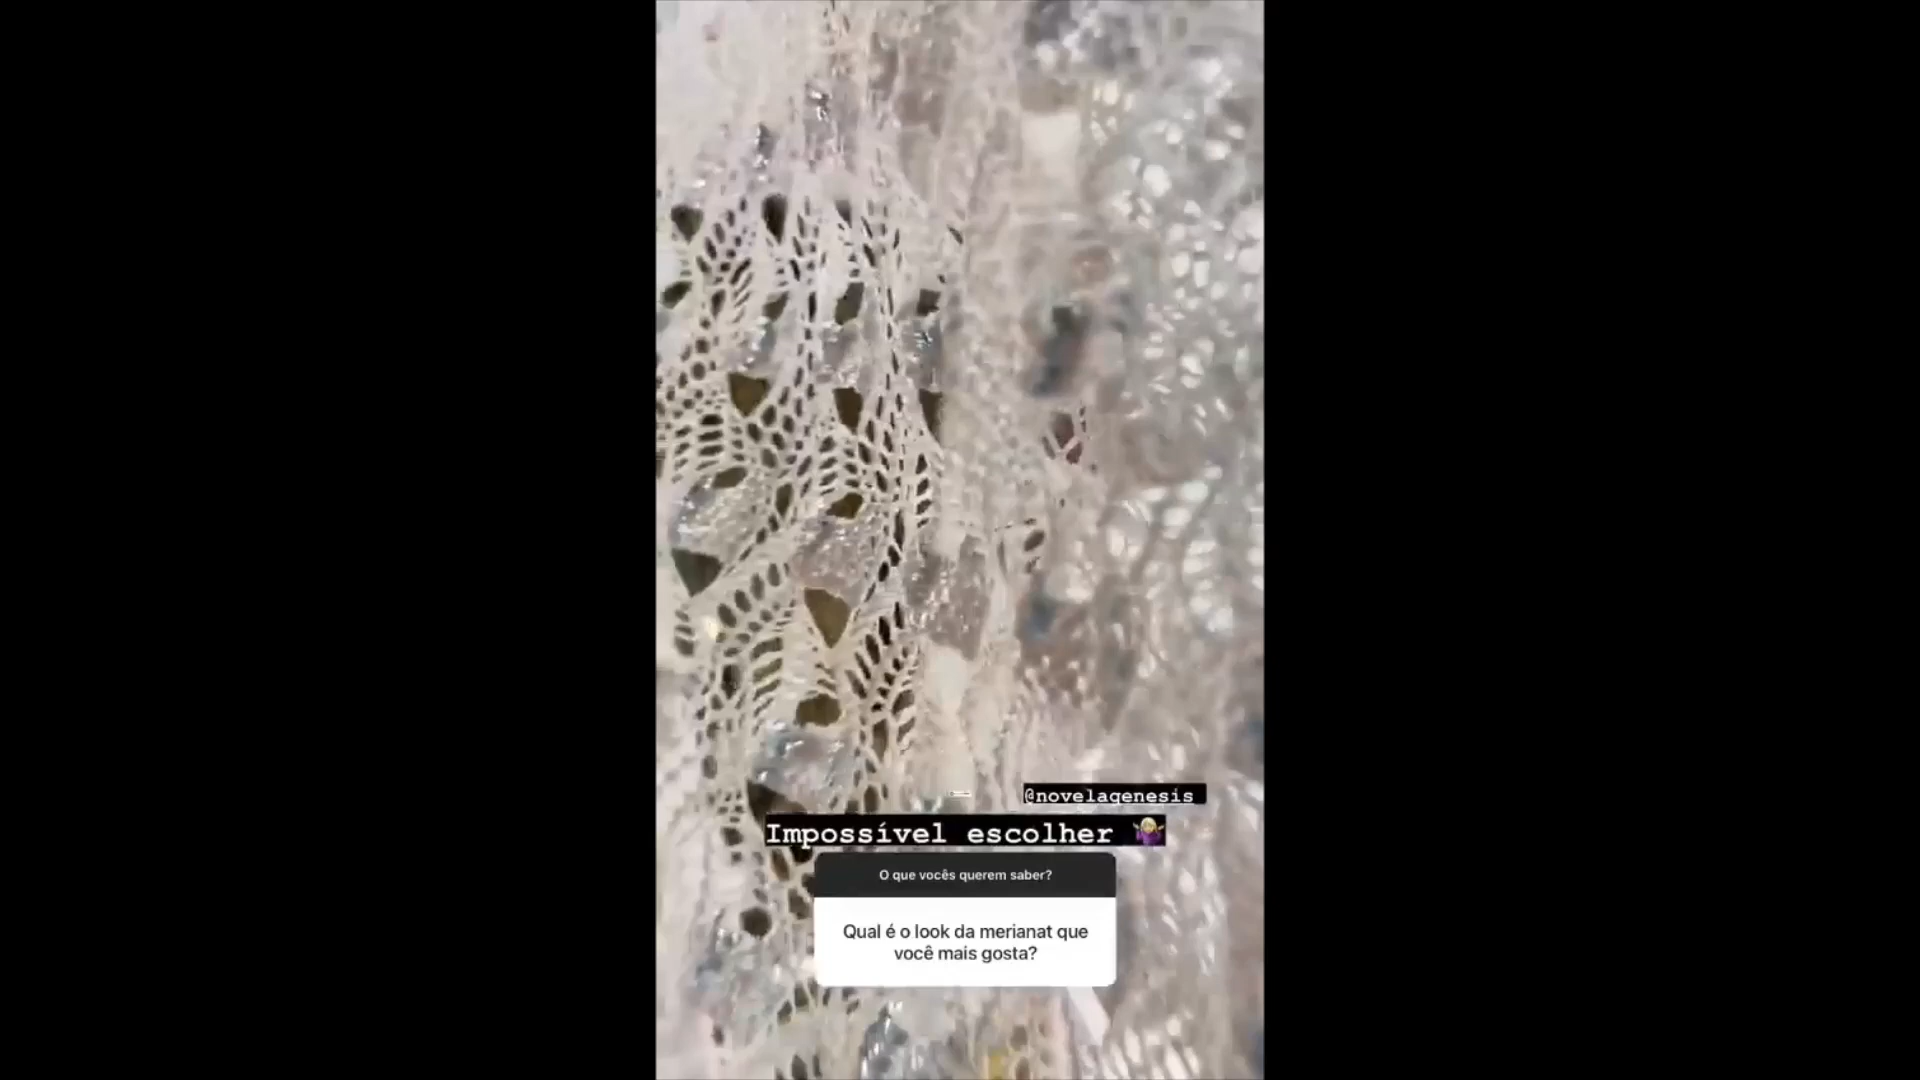 @novelagenesis
Impossível escolher 🤷🏼‍♀️
O que vocês querem saber?
Qual é o look da merianat que
você mais gosta?